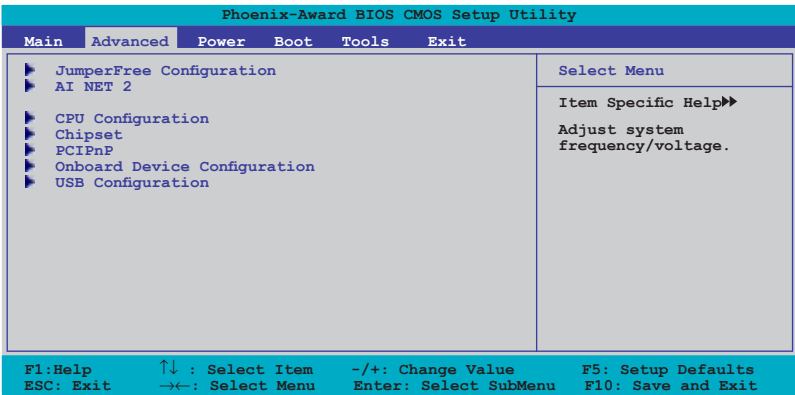 Phoenix-Award BIOS CMOS Setup Utility
Main Advanced Power Boot Tools Exit
JumperFree Configuration
AI NET 2
CPU Configuration
Chipset
PCIPnP
Onboard Device Configuration
USB Configuration
Select Menu
Item Specific Help
Adjust system
frequency/voltage.
F1:Help ↑↓ : Select Item -/+: Change Value F5: Setup Defaults
ESC: Exit →←: Select Menu Enter: Select SubMenu F10: Save and Exit